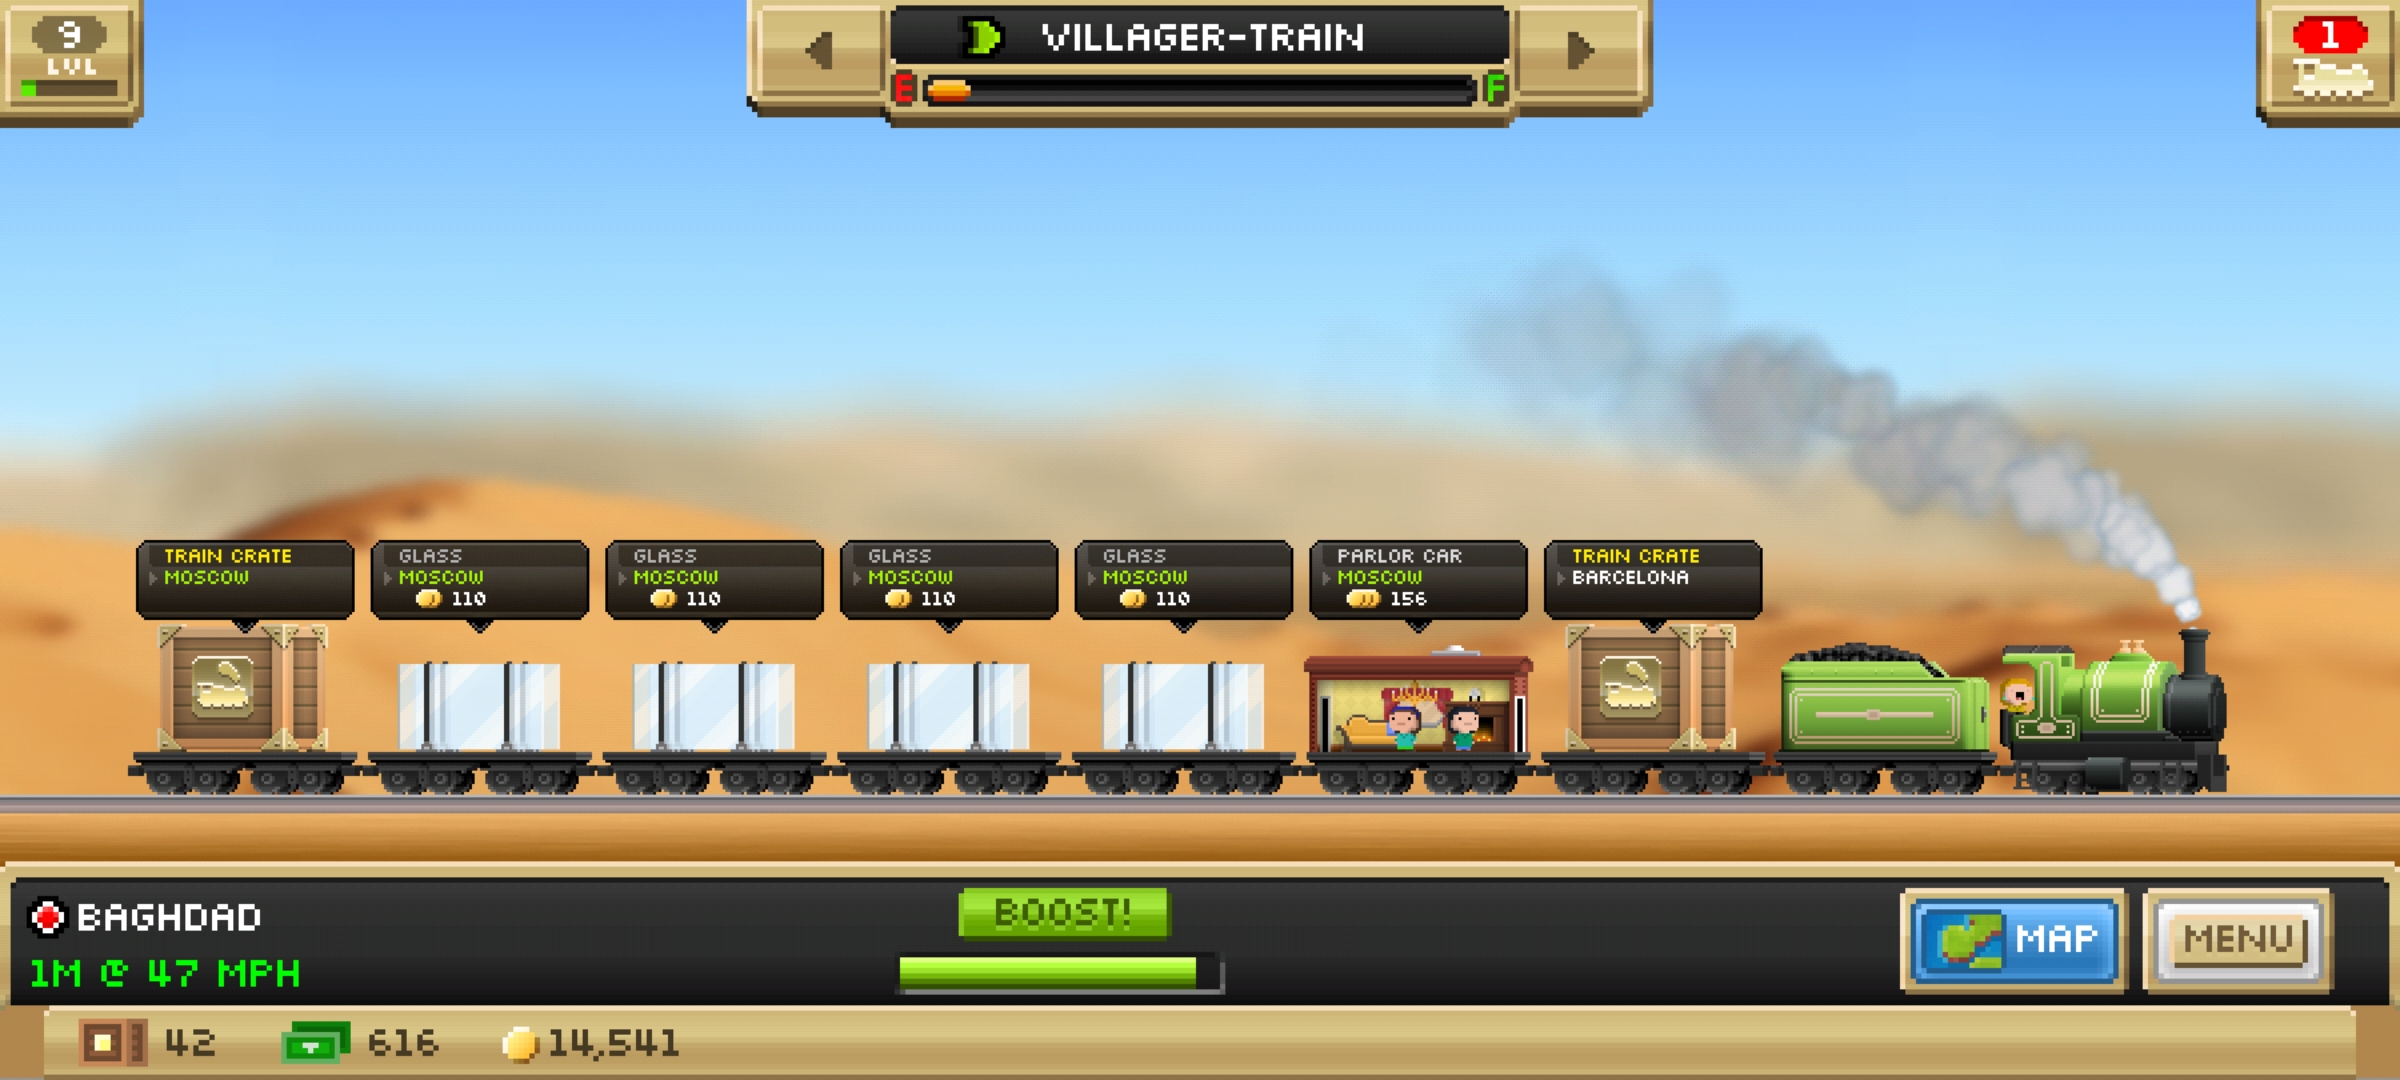 9
LVL
VILLAGER-TRAIN
E F
1
TRAIN CRATE
MOSCOW
GLASS
MOSCOW
110
GLASS
MOSCOW
110
GLASS
MOSCOW
110
GLASS
MOSCOW
110
PARLOR CAR
MOSCOW
156
TRAIN CRATE
BARCELONA
BAGHDAD
1M @ 47 MPH
BOOST!
MAP
MENU
42
616
14,541